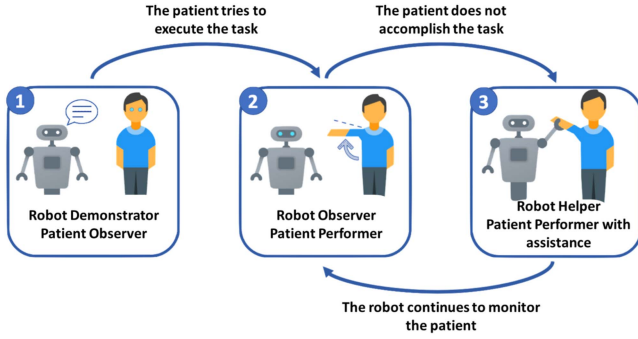 The patient tries to
execute the task
The patient does not
accomplish the task
1
Robot Demonstrator
Patient Observer
2
Robot Observer
Patient Performer
3
Robot Helper
Patient Performer with
assistance
The robot continues to monitor
the patient